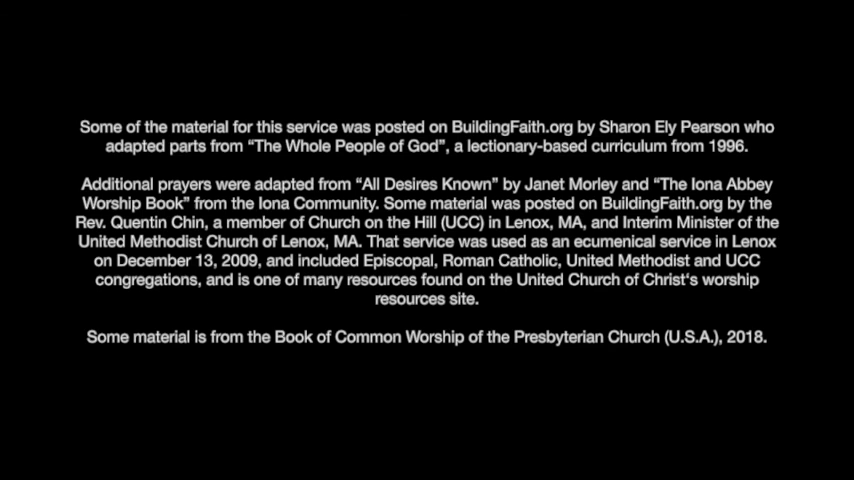 Some of the material for this service was posted on BuildingFaith.org by Sharon Ely Pearson who
adapted parts from “The Whole People of God”, a lectionary-based curriculum from 1996.
Additional prayers were adapted from “All Desires Known” by Janet Morley and “The Iona Abbey
Worship Book” from the Iona Community. Some material was posted on BuildingFaith.org by the
Rev. Quentin Chin, a member of Church on the Hill (UCC) in Lenox, MA, and Interim Minister of the
United Methodist Church of Lenox, MA. That service was used as an ecumenical service in Lenox
on December 13, 2009, and included Episcopal, Roman Catholic, United Methodist and UCC
congregations, and is one of many resources found on the United Church of Christ‘s worship
resources site.
Some material is from the Book of Common Worship of the Presbyterian Church (U.S.A.), 2018.